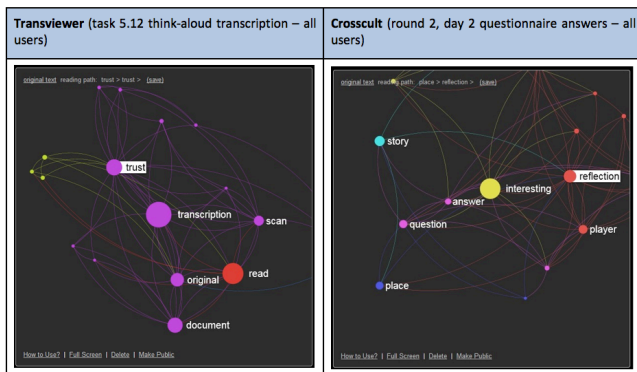 Transviewer (task 5.12 think-aloud transcription – all
users)
Crosscult (round 2, day 2 questionnaire answers – all
users)
original text reading path: trust > trust > (save)
trust
transcription
scan
original
read
document
How to Use? | Full Screen | Delete | Make Public
original text reading path: place > reflection > (save)
story
reflection
interesting
answer
question
player
place
How to Use? | Full Screen | Delete | Make Public